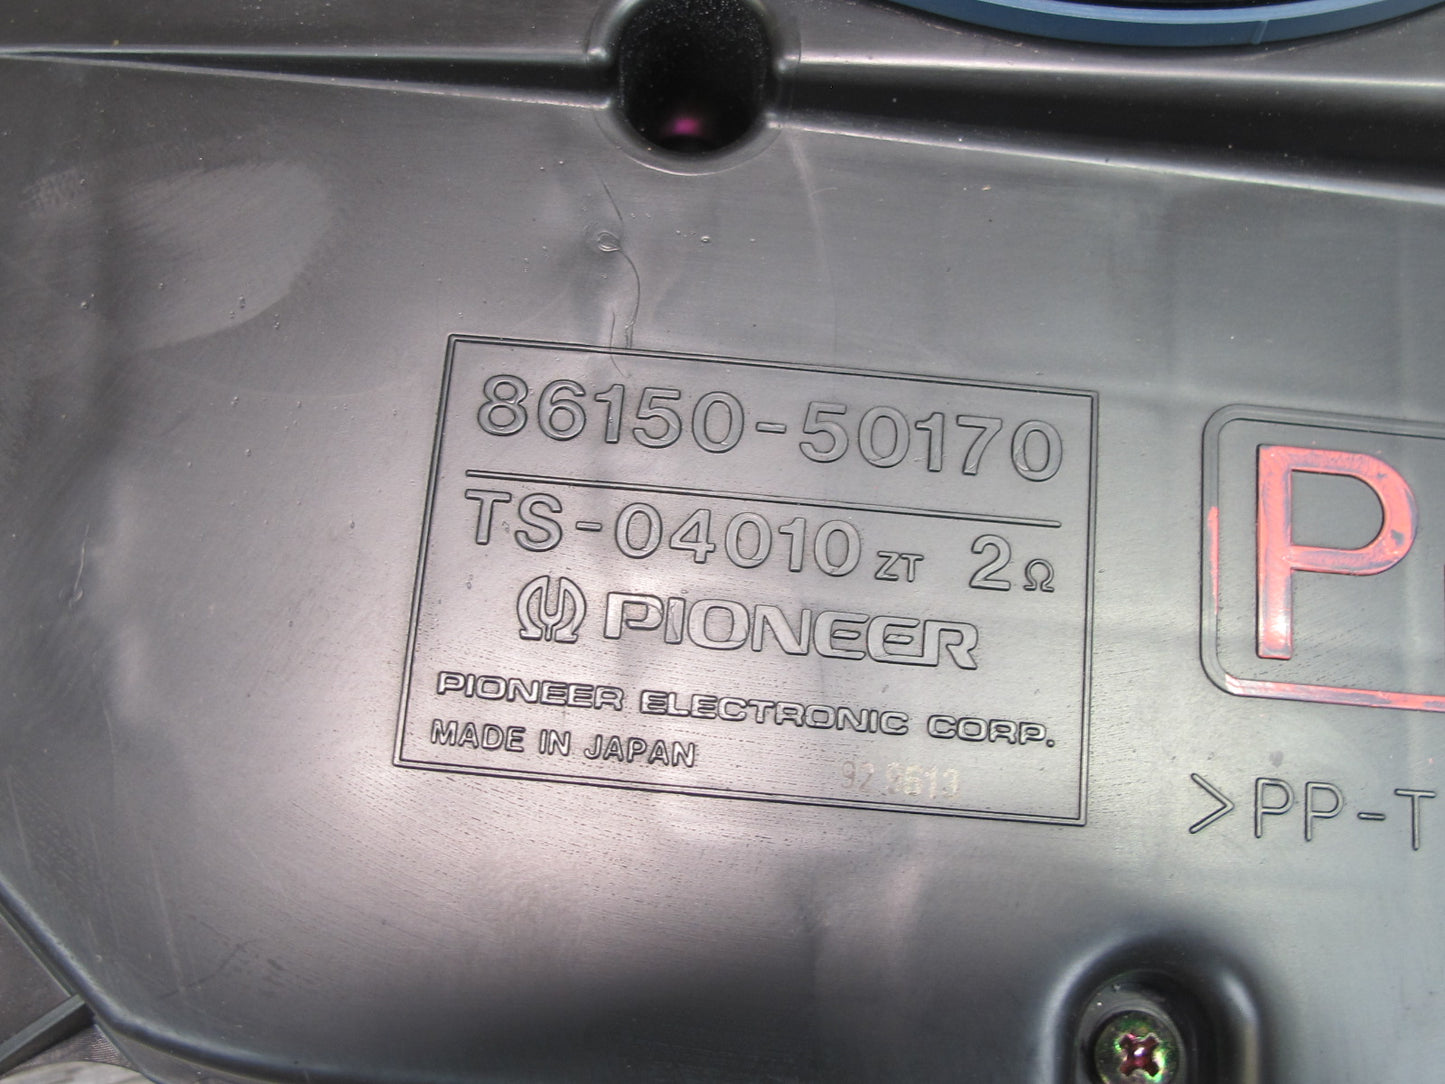 86150-50170
TS-04010 ZT 2Ω
PIONEER
PIONEER ELECTRONIC CORP.
MADE IN JAPAN
P
>PP-T